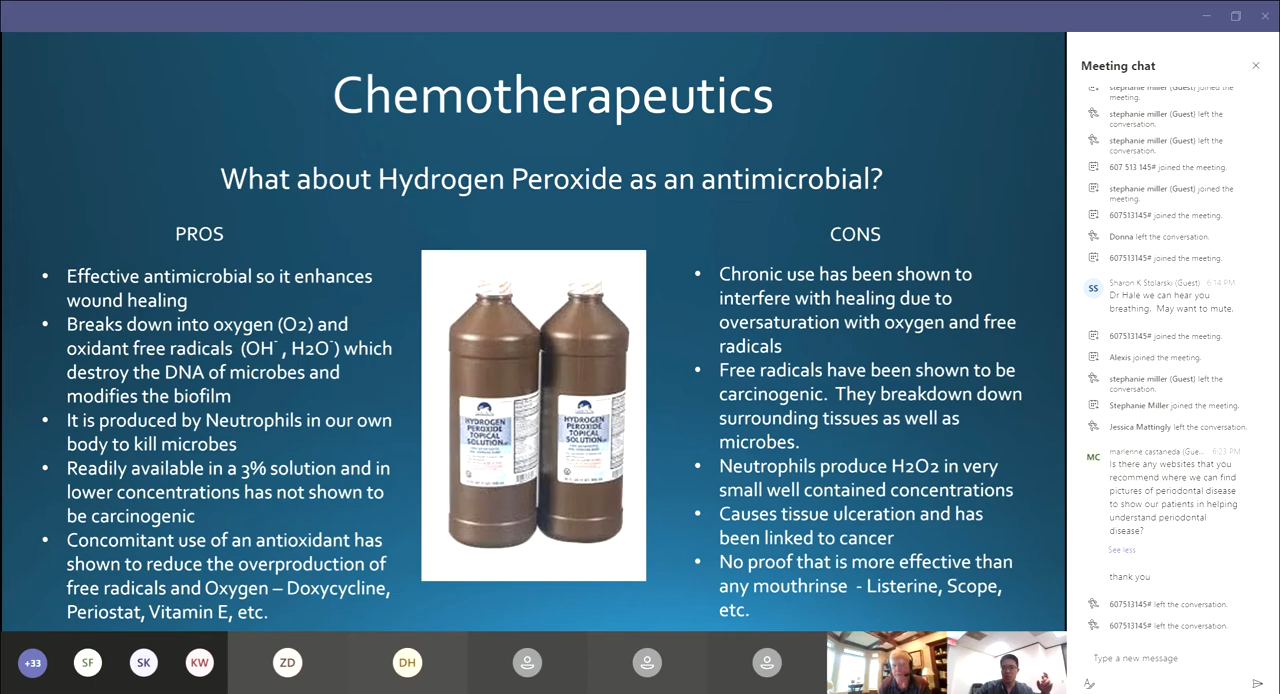 Chemotherapeutics
What about Hydrogen Peroxide as an antimicrobial?
PROS
• Effective antimicrobial so it enhances
wound healing
• Breaks down into oxygen (O2) and
oxidant free radicals (OH⁻, H2O⁻) which
destroy the DNA of microbes and
modifies the biofilm
• It is produced by Neutrophils in our own
body to kill microbes
• Readily available in a 3% solution and in
lower concentrations has not shown to
be carcinogenic
• Concomitant use of an antioxidant has
shown to reduce the overproduction of
free radicals and Oxygen – Doxycycline,
Periostat, Vitamin E, etc.
HYDROGEN
PEROXIDE
TOPICAL
SOLUTION
HYDROGEN
PEROXIDE
TOPICAL
SOLUTION
CONS
• Chronic use has been shown to
interfere with healing due to
oversaturation with oxygen and free
radicals
• Free radicals have been shown to be
carcinogenic. They breakdown down
surrounding tissues as well as
microbes.
• Neutrophils produce H2O2 in very
small well contained concentrations
• Causes tissue ulceration and has
been linked to cancer
• No proof that is more effective than
any mouthrinse - Listerine, Scope,
etc.
+33
SF
SK
KW
ZD
DH
Meeting chat
stephanie miller (Guest) joined the
meeting.
stephanie miller (Guest) left the
conversation.
stephanie miller (Guest) left the
conversation.
607 513 145# joined the meeting.
stephanie miller (Guest) joined the
meeting.
607513145# joined the meeting.
Donna left the conversation.
607513145# joined the meeting.
SS
Sharon K Stolarski (Guest) 6:14 PM
Dr Hale we can hear you
breathing. May want to mute.
607513145# joined the meeting.
Alexis joined the meeting.
stephanie miller (Guest) left the
conversation.
Stephanie Miller joined the meeting.
Jessica Mattingly left the conversation.
MC
marienne castaneda (Gue... 6:23 PM
Is there any websites that you
recommend where we can find
pictures of periodontal disease
to show our patients in helping
understand periodontal
disease?
See less
thank you
607513145# left the conversation.
607513145# left the conversation.
Type a new message